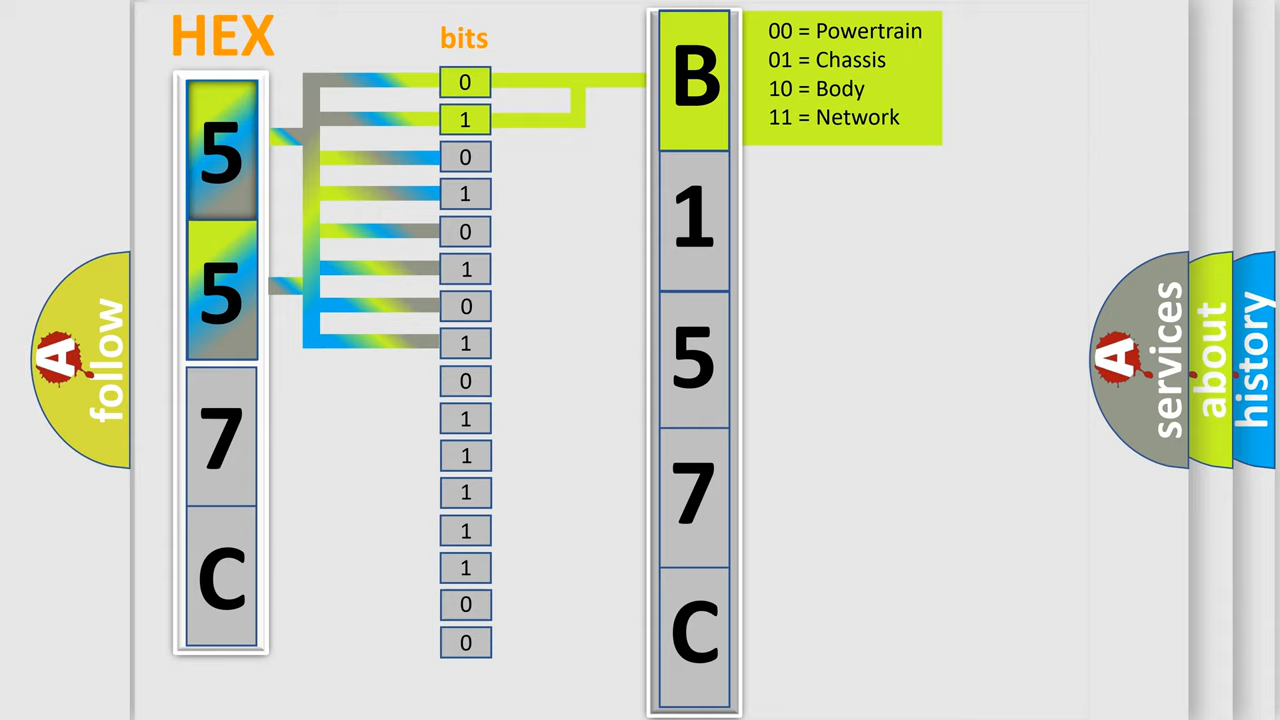 HEX
bits
5
5
7
C
0
1
0
1
0
1
0
1
0
1
1
1
1
1
0
0
B
1
5
7
C
00 = Powertrain
01 = Chassis
10 = Body
11 = Network
A
follow
A
services
about
history